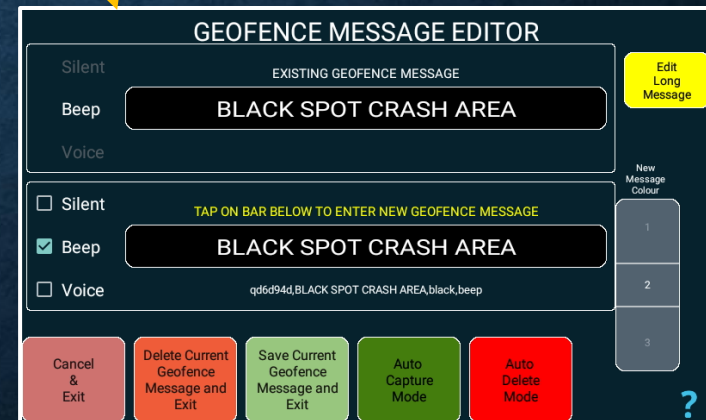 GEOFENCE MESSAGE EDITOR
Silent
EXISTING GEOFENCE MESSAGE
Beep
BLACK SPOT CRASH AREA
Voice
Edit
Long
Message
New
Message
Colour
1
2
3
Silent
TAP ON BAR BELOW TO ENTER NEW GEOFENCE MESSAGE
Beep
BLACK SPOT CRASH AREA
Voice
qd6d94d,BLACK SPOT CRASH AREA,black,beep
Cancel
&
Exit
Delete Current
Geofence
Message and
Exit
Save Current
Geofence
Message and
Exit
Auto
Capture
Mode
Auto
Delete
Mode
?